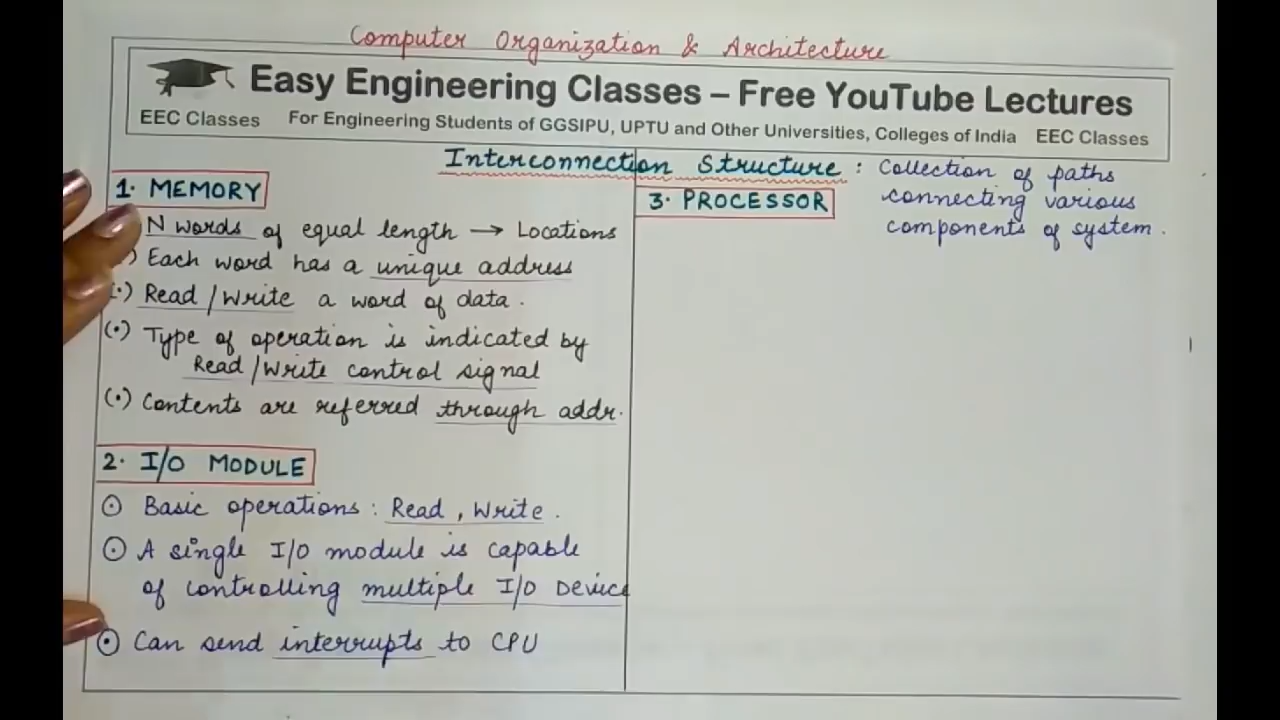 Computer Organization & Architecture
Easy Engineering Classes – Free YouTube Lectures
EEC Classes For Engineering Students of GGSIPU, UPTU and Other Universities, Colleges of India EEC Classes
Interconnection Structure : Collection of paths
connecting various
components of system.
1. MEMORY
N words of equal length → Locations
) Each word has a unique address
(•) Read/Write a word of data.
(•) Type of operation is indicated by
Read/Write control signal
(•) Contents are referred through addr.
2. I/O MODULE
⊙ Basic operations : Read, Write.
⊙ A single I/O module is capable
of controlling multiple I/O Device
⊙ Can send interrupts to CPU
3. PROCESSOR